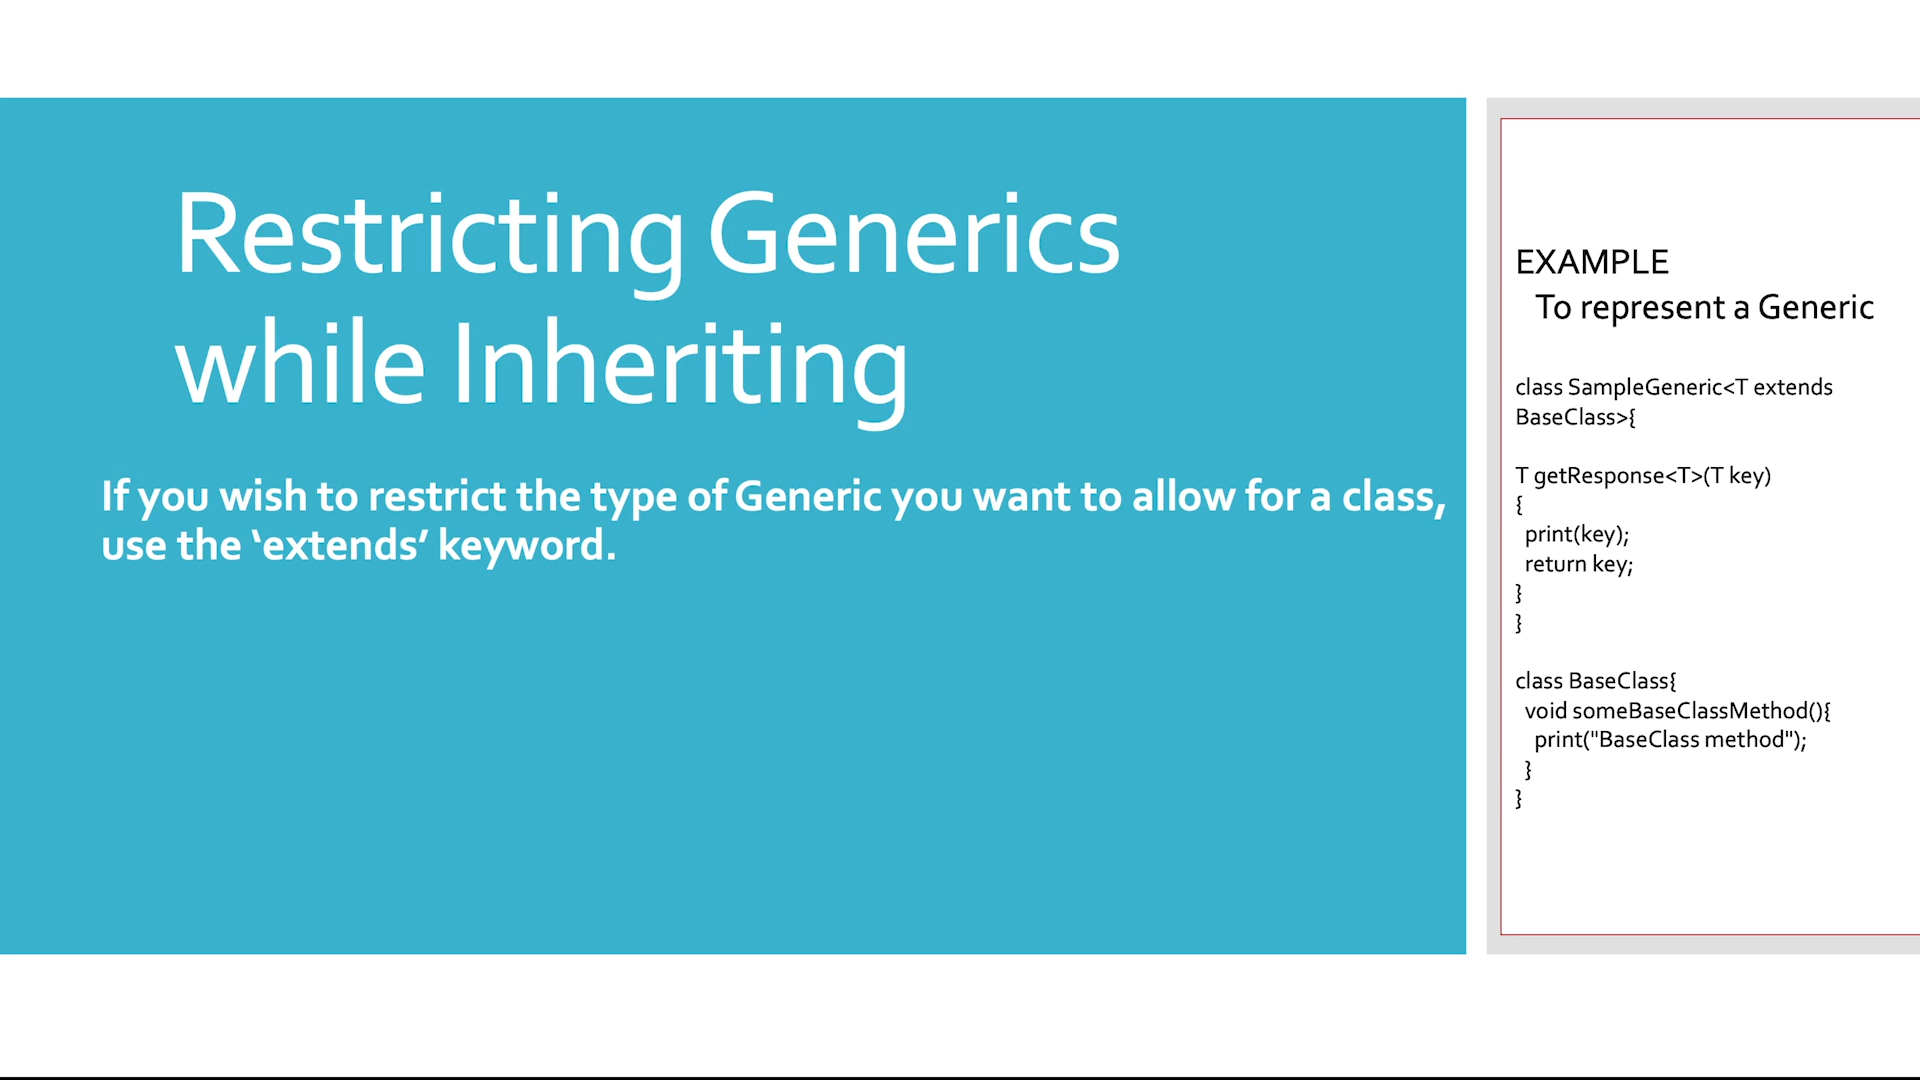 Restricting Generics
while Inheriting
If you wish to restrict the type of Generic you want to allow for a class,
use the ‘extends’ keyword.
EXAMPLE
To represent a Generic
class SampleGeneric<T extends
BaseClass>{
T getResponse<T>(T key)
{
print(key);
return key;
}
}
class BaseClass{
void someBaseClassMethod(){
print("BaseClass method");
}
}